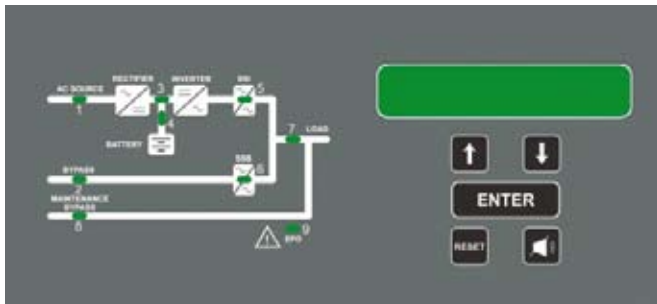 RECTIFIER
INVERTER
SSI
AC SOURCE
3
5
1
4
BATTERY
7
LOAD
SSB
6
BYPASS
2
MAINTENANCE
BYPASS
8
9
EPO
ENTER
RESET